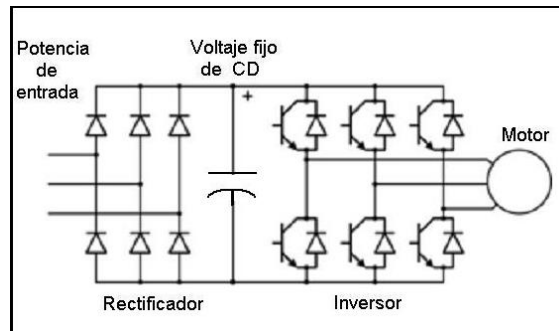 Potencia
de
entrada
Voltaje fijo
de CD
+
Motor
Rectificador
Inversor